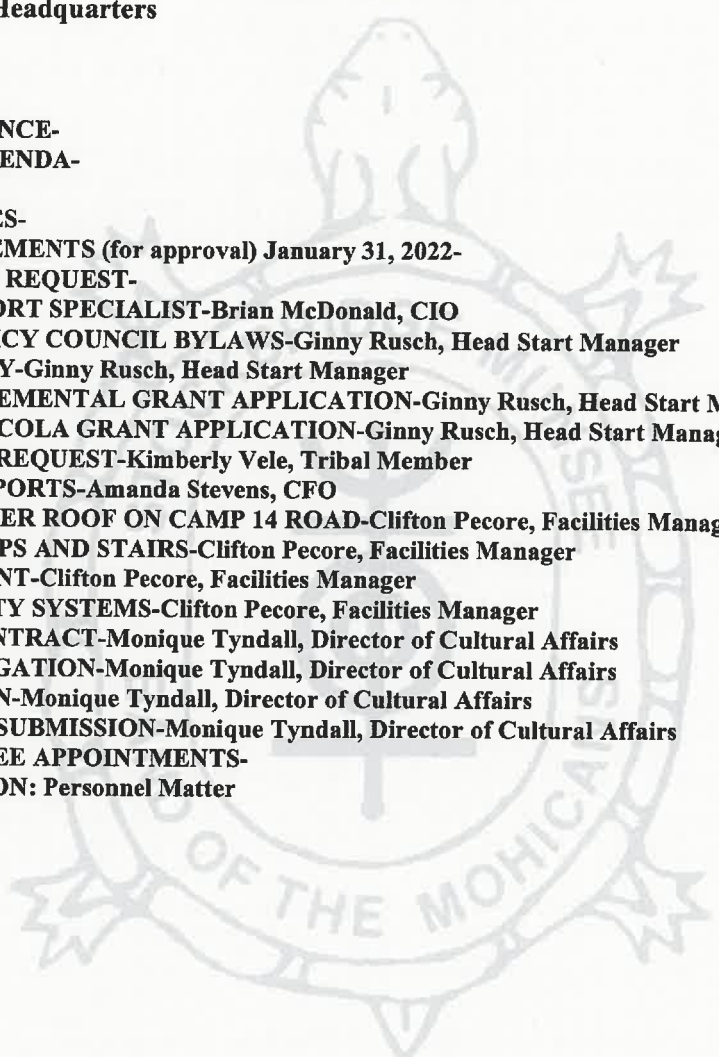 Headquarters
NCE-
ENDA-
ES-
EMENTS (for approval) January 31, 2022-
REQUEST-
ORT SPECIALIST-Brian McDonald, CIO
ICY COUNCIL BYLAWS-Ginny Rusch, Head Start Manager
Y-Ginny Rusch, Head Start Manager
EMENTAL GRANT APPLICATION-Ginny Rusch, Head Start M
COLA GRANT APPLICATION-Ginny Rusch, Head Start Manag
REQUEST-Kimberly Vele, Tribal Member
PORTS-Amanda Stevens, CFO
ER ROOF ON CAMP 14 ROAD-Clifton Pecore, Facilities Manag
PS AND STAIRS-Clifton Pecore, Facilities Manager
NT-Clifton Pecore, Facilities Manager
TY SYSTEMS-Clifton Pecore, Facilities Manager
NTRACT-Monique Tyndall, Director of Cultural Affairs
GATION-Monique Tyndall, Director of Cultural Affairs
N-Monique Tyndall, Director of Cultural Affairs
SUBMISSION-Monique Tyndall, Director of Cultural Affairs
EE APPOINTMENTS-
ON: Personnel Matter
MUNSEE
BAND OF THE MOHICANS